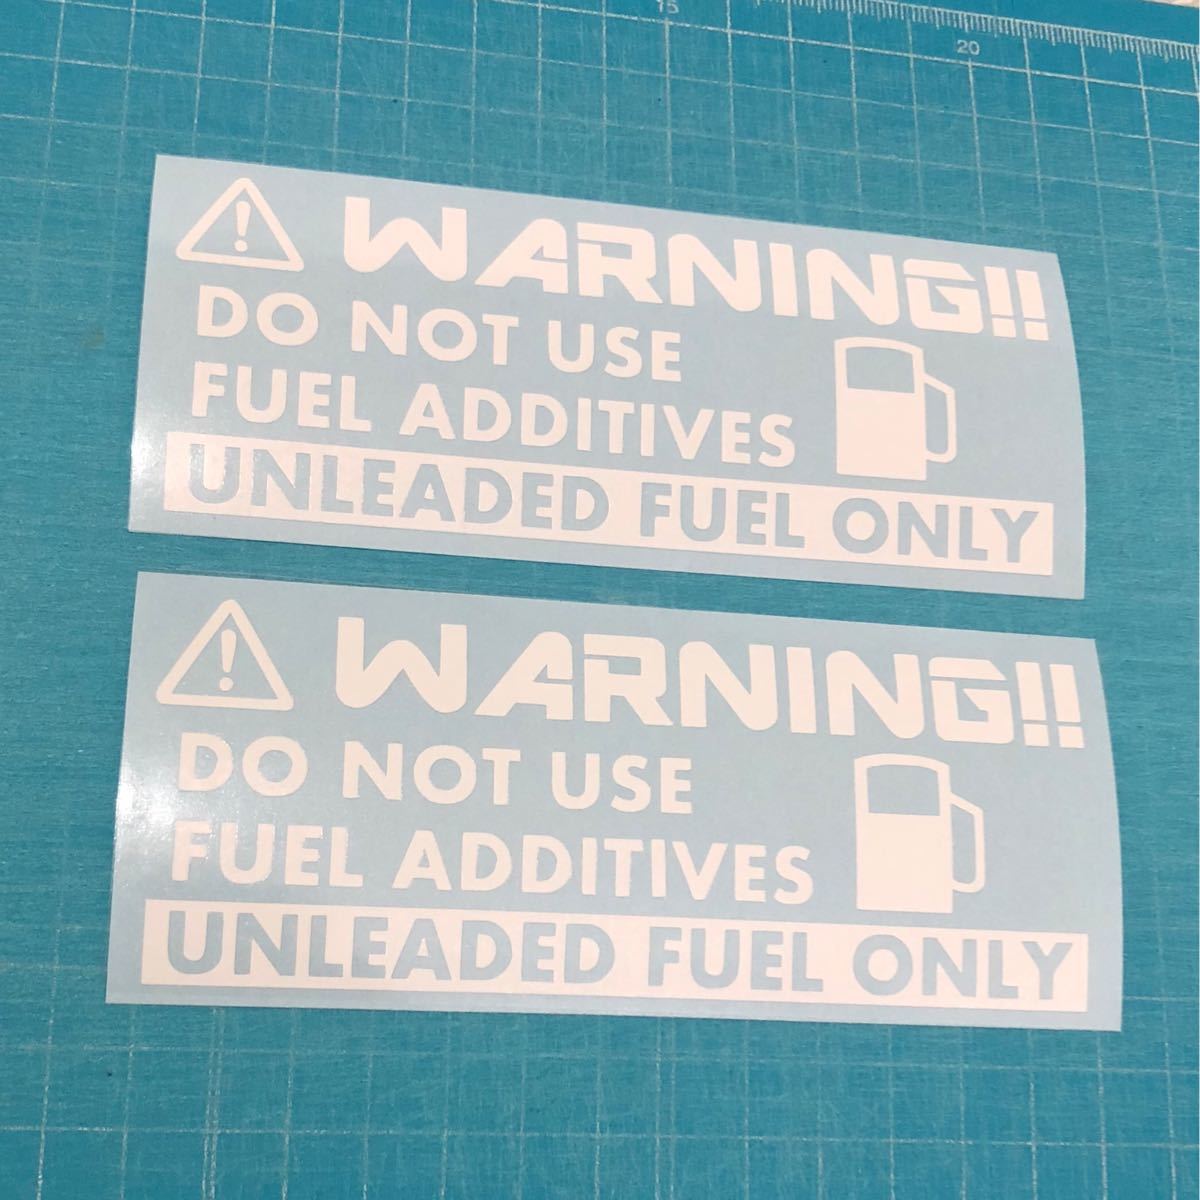 15
20
WARNING!!
DO NOT USE
FUEL ADDITIVES
UNLEADED FUEL ONLY
WARNING!!
DO NOT USE
FUEL ADDITIVES
UNLEADED FUEL ONLY